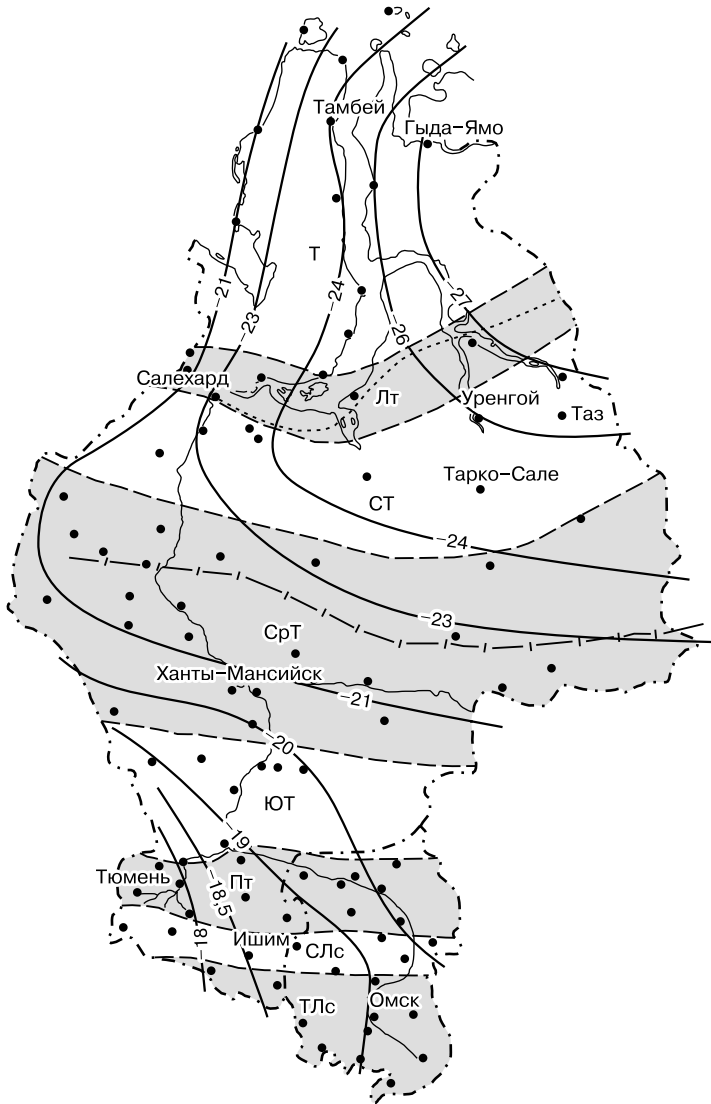 Тамбей
Гыда–Ямо
Т
–21
–23
–24
–26
–27
Салехард
Лт
Уренгой
Таз
Тарко–Сале
СТ
–24
–23
СрТ
Ханты–Мансийск
–21
–20
ЮТ
–19
Тюмень
Пт
–18,5
–18
Ишим
СЛс
ТЛс
Омск